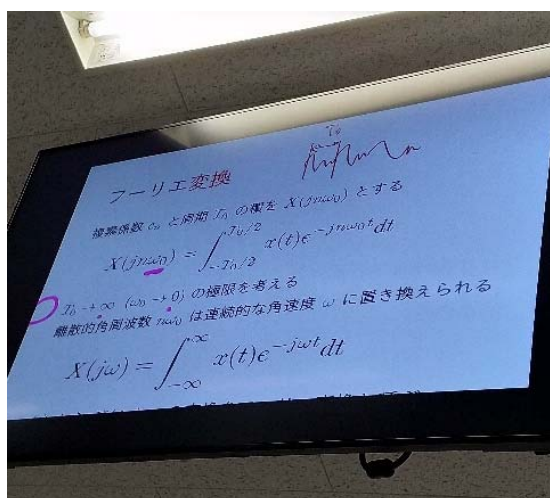 T₀
フーリエ変換
複素係数 cₙ と周期 T₀ の積を X(jnω₀) とする
X(jnω₀) = ∫_{-T₀/2}^{T₀/2} x(t)e^{-jnω₀t}dt
T₀→+∞ (ω₀→+0) の極限を考える
離散的角周波数 nω₀ は連続的な角速度 ω に置き換えられる
X(jω) = ∫_{-∞}^{∞} x(t)e^{-jωt}dt